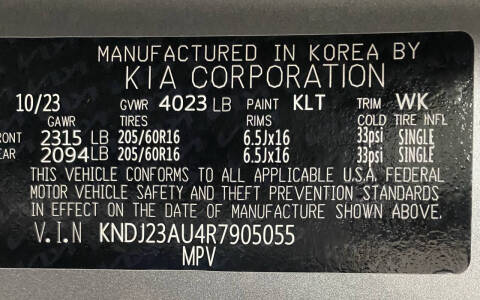 MANUFACTURED IN KOREA BY
KIA CORPORATION
10/23 GVWR 4023 LB PAINT KLT TRIM WK
GAWR TIRES RIMS COLD TIRE INFL
RONT 2315 LB 205/60R16 6.5Jx16 33psi SINGLE
EAR 2094 LB 205/60R16 6.5Jx16 33psi SINGLE
THIS VEHICLE CONFORMS TO ALL APPLICABLE U.S.A. FEDERAL
MOTOR VEHICLE SAFETY AND THEFT PREVENTION STANDARDS
IN EFFECT ON THE DATE OF MANUFACTURE SHOWN ABOVE.
V.I.N KNDJ23AU4R7905055
MPV